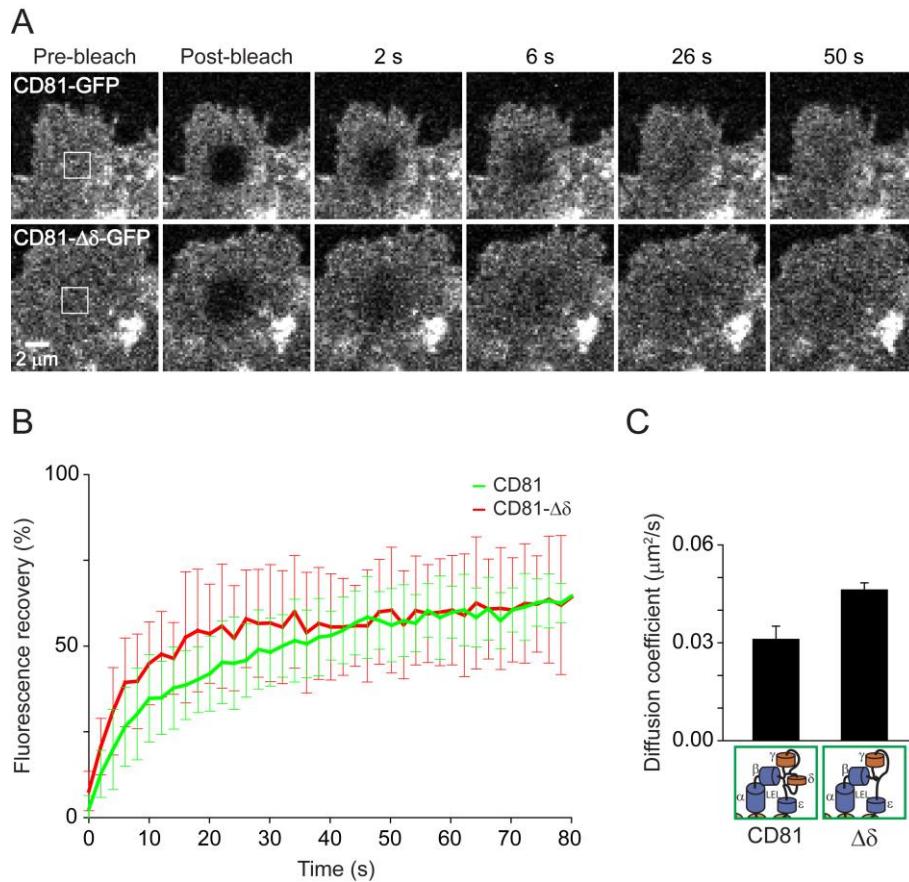 A
Pre-bleach Post-bleach 2 s 6 s 26 s 50 s
CD81-GFP
CD81-Δδ-GFP
2 μm
B
100
50
0
Fluorescence recovery (%)
CD81
CD81-Δδ
0 10 20 30 40 50 60 70 80
Time (s)
C
0.06
0.03
0.00
Diffusion coefficient (μm²/s)
γ
β
δ
α
LEL
ε
γ
β
α
LEL
ε
CD81 Δδ